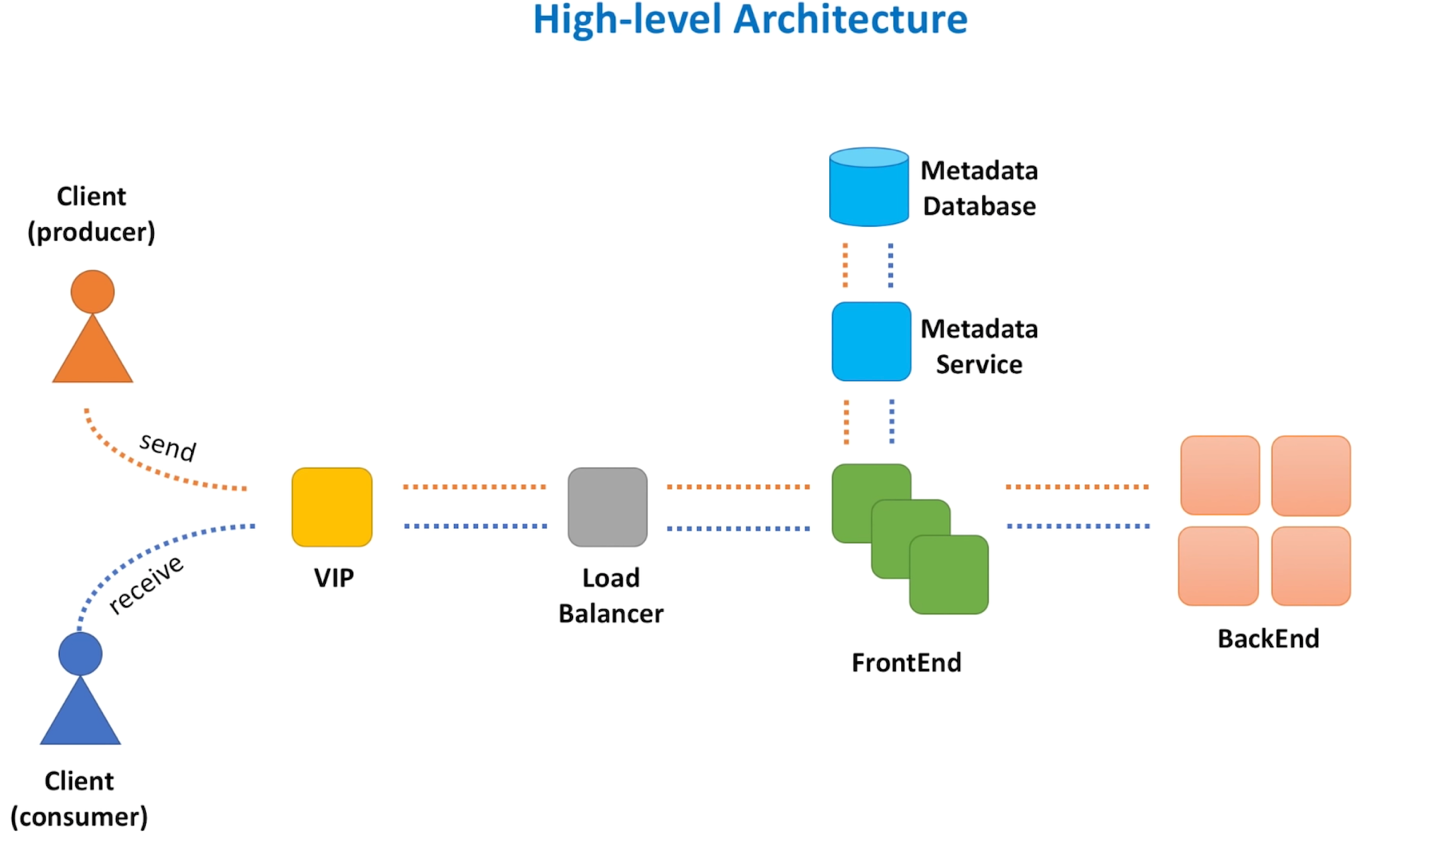 High-level Architecture
Client
(producer)
send
receive
Client
(consumer)
VIP
Load
Balancer
Metadata
Database
Metadata
Service
FrontEnd
BackEnd